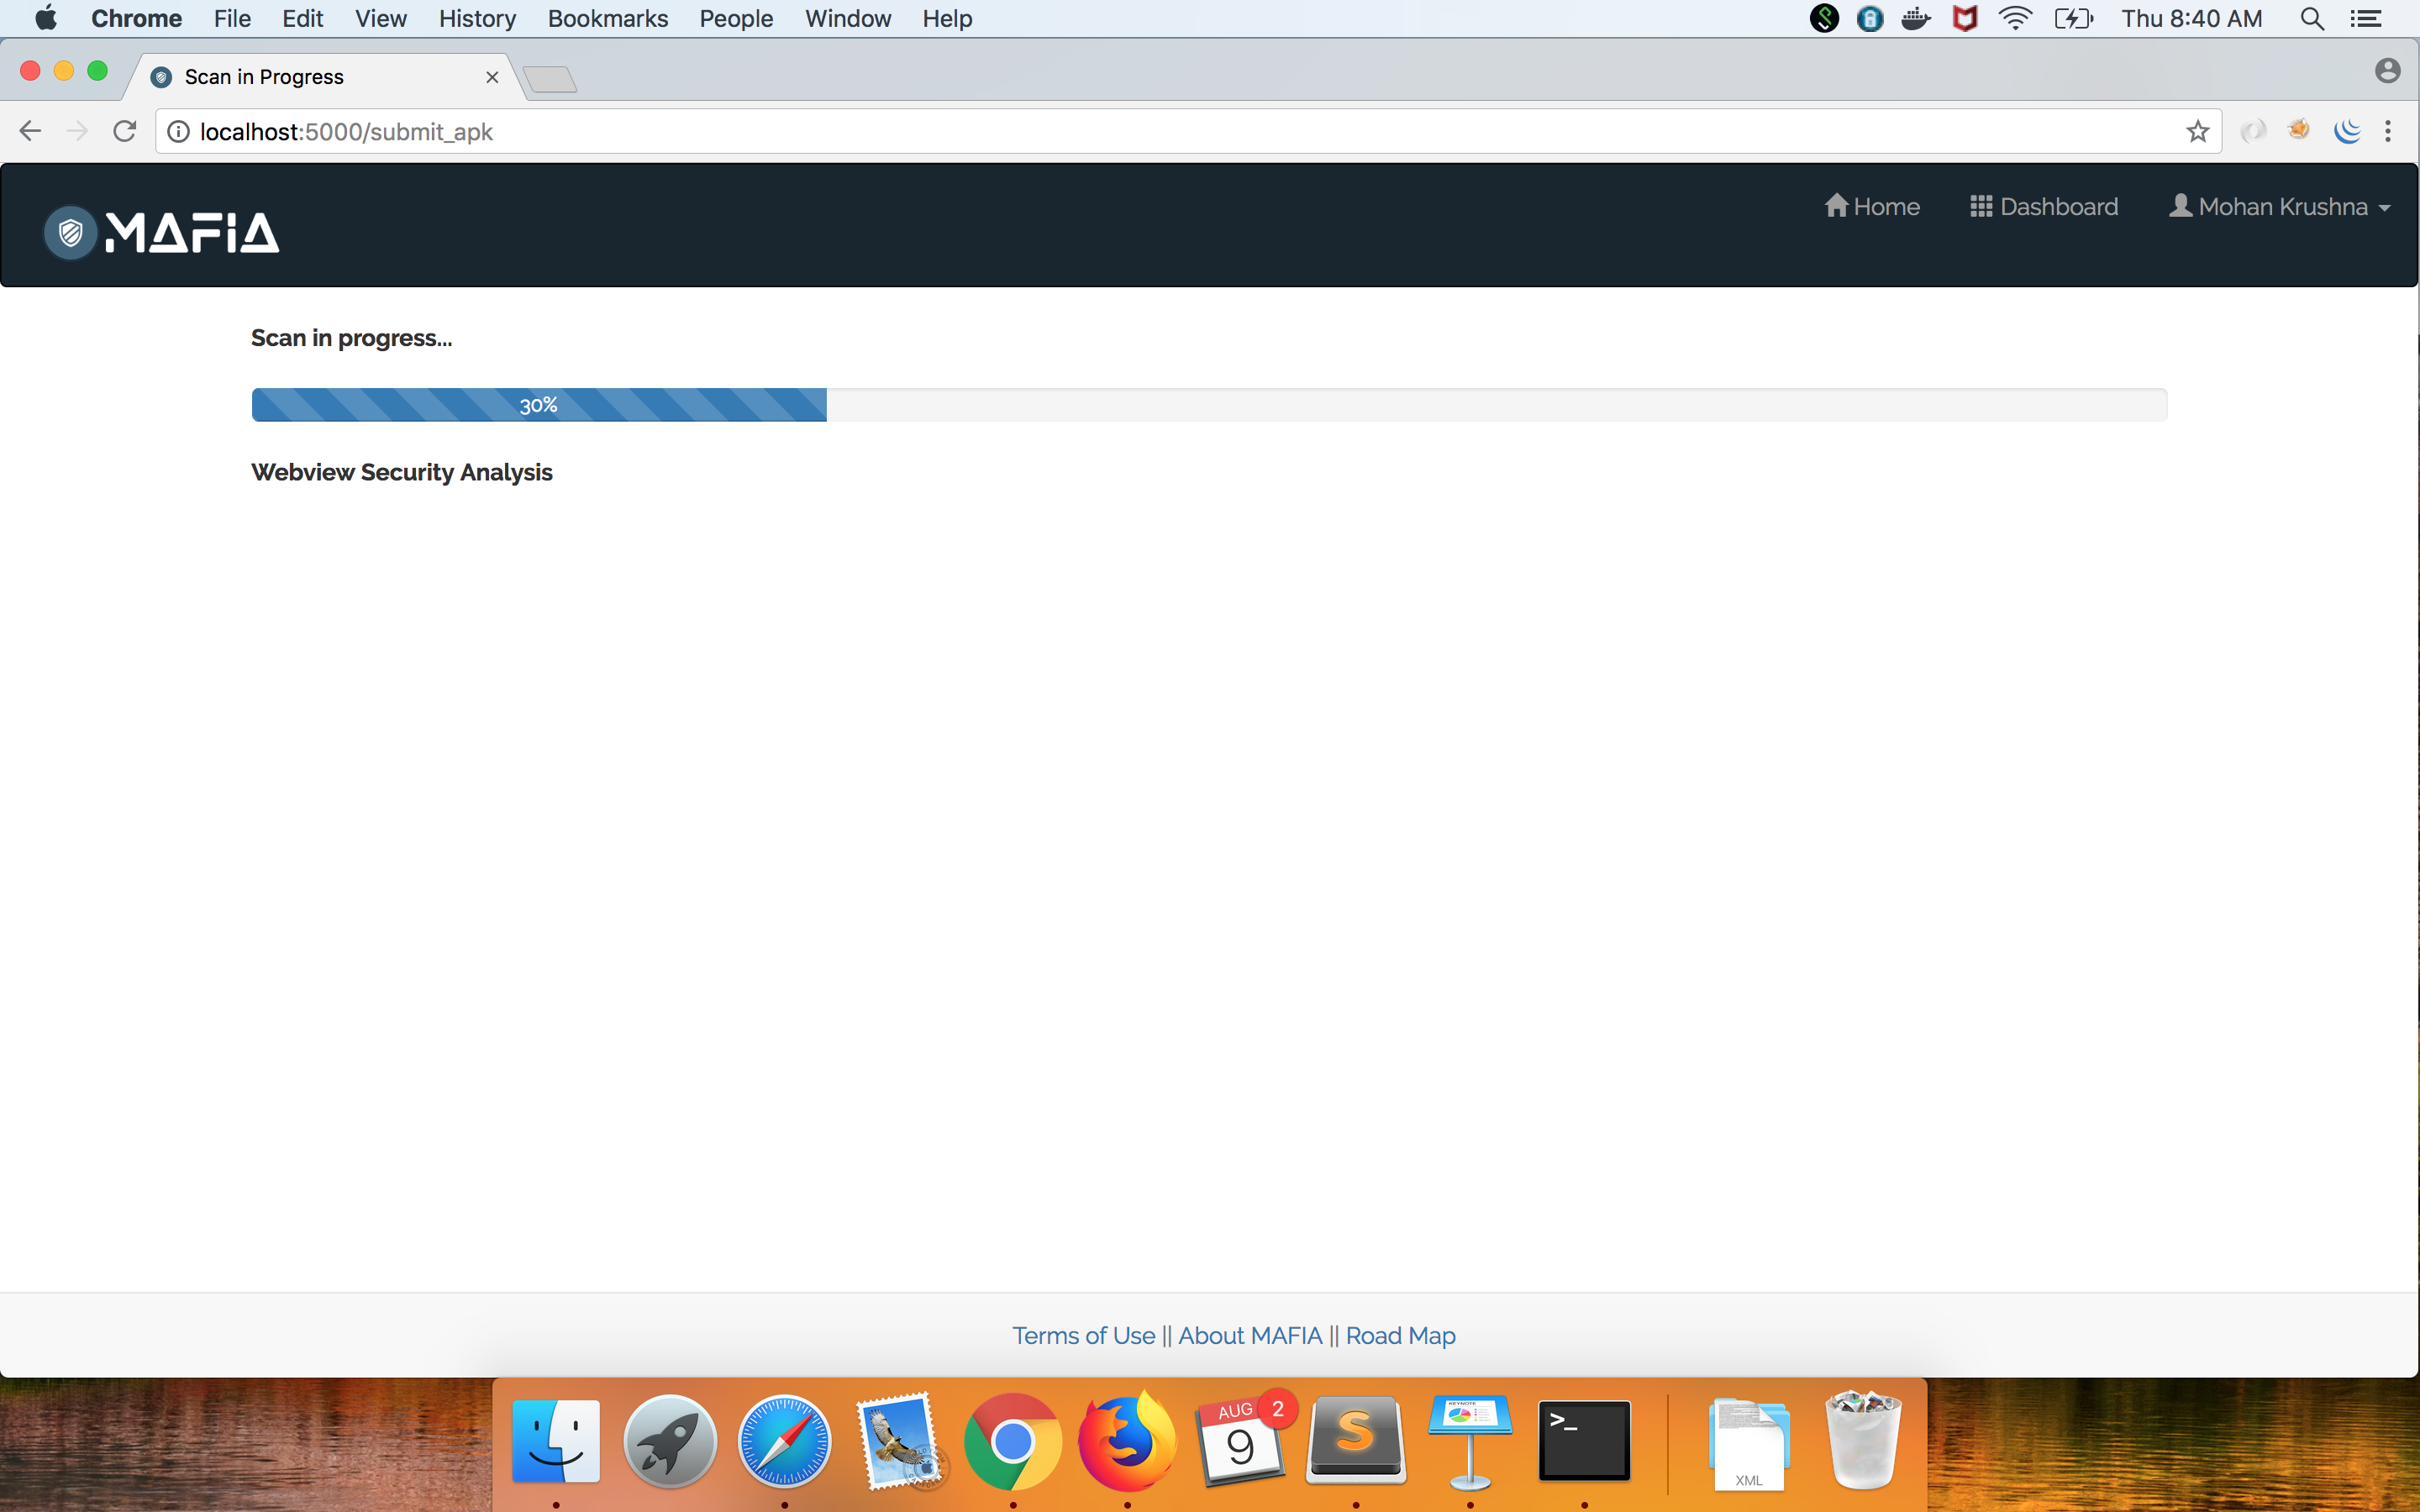 Chrome File Edit View History Bookmarks People Window Help Thu 8:40 AM
Scan in Progress
localhost:5000/submit_apk
MAFIA Home Dashboard Mohan Krushna
Scan in progress...
30%
Webview Security Analysis
Terms of Use || About MAFIA || Road Map
AUG 2
9
S
KEYNOTE
>_
XML